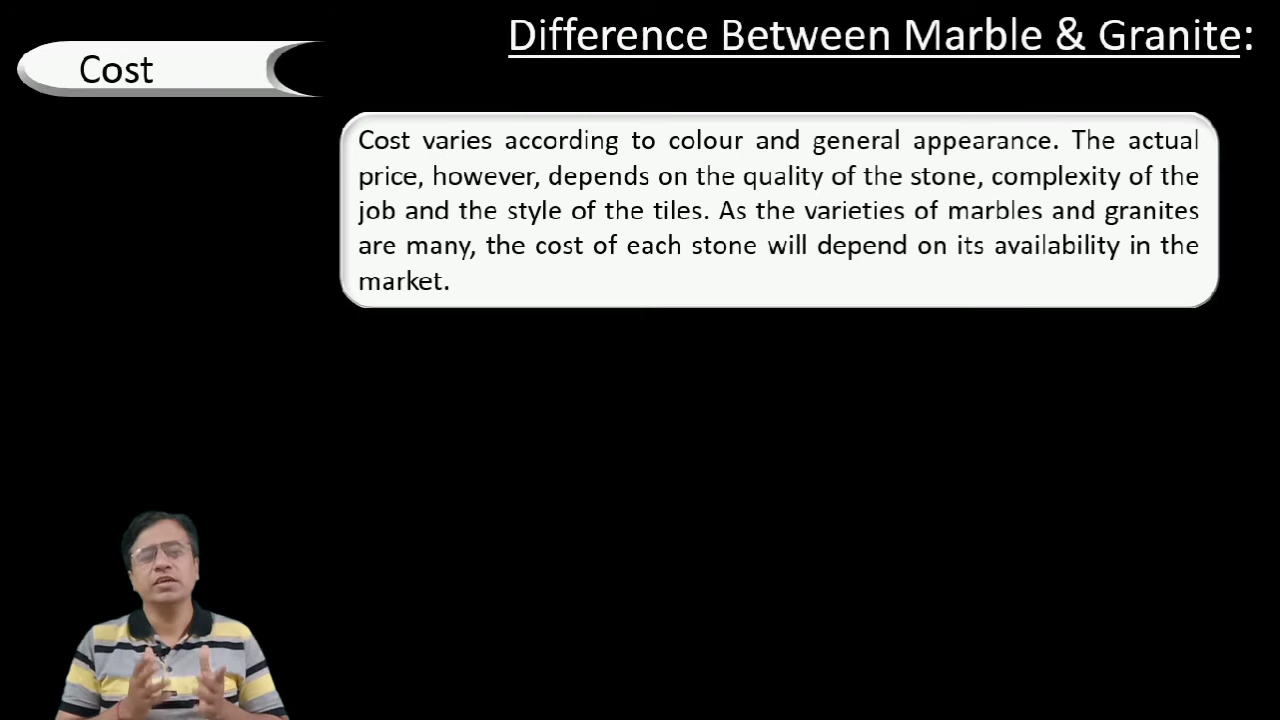 Difference Between Marble & Granite:
Cost
Cost varies according to colour and general appearance. The actual
price, however, depends on the quality of the stone, complexity of the
job and the style of the tiles. As the varieties of marbles and granites
are many, the cost of each stone will depend on its availability in the
market.